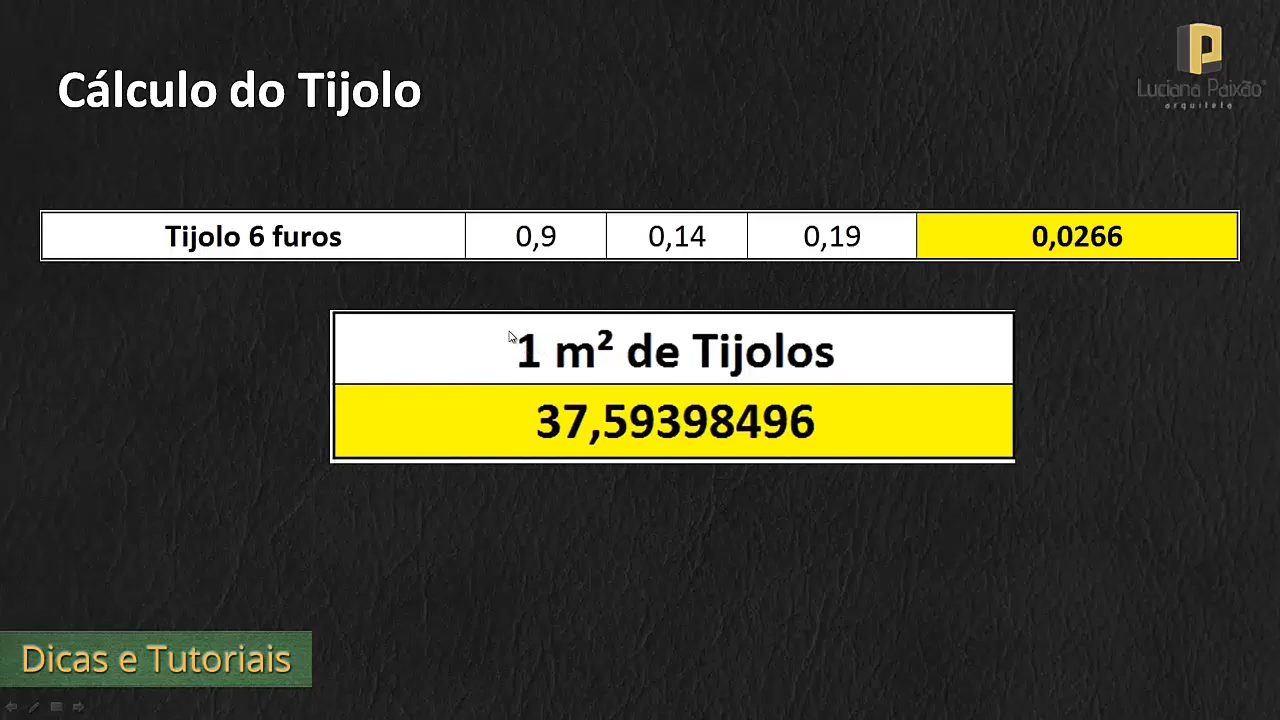 Luciana Paixão
arquiteta
Cálculo do Tijolo
Tijolo 6 furos 0,9 0,14 0,19 0,0266
1 m² de Tijolos
37,59398496
Dicas e Tutoriais